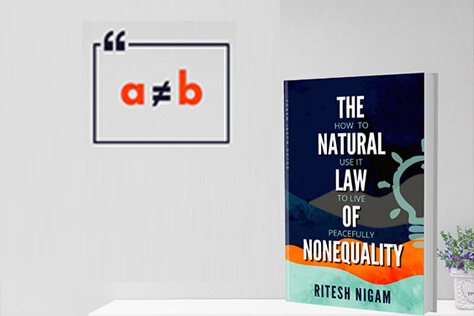 “
a ≠ b
THE
HOW TO
NATURAL
USE IT
LAW
TO LIVE
OF
PEACEFULLY
NONEQUALITY
RITESH NIGAM